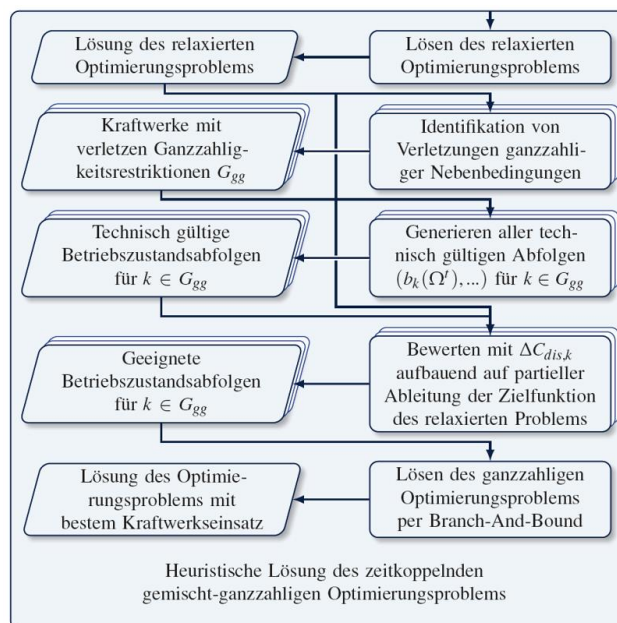 Lösung des relaxierten
Optimierungsproblems
Lösen des relaxierten
Optimierungsproblems
Kraftwerke mit
verletzen Ganzzahlig-
keitsrestriktionen G_gg
Identifikation von
Verletzungen ganzzahli-
ger Nebenbedingungen
Technisch gültige
Betriebszustandsabfolgen
für k ∈ G_gg
Generieren aller tech-
nisch gültigen Abfolgen
(b_k(Ω^t),...) für k ∈ G_gg
Geeignete
Betriebszustandsabfolgen
für k ∈ G_gg
Bewerten mit ΔC_dis,k
aufbauend auf partieller
Ableitung der Zielfunktion
des relaxierten Problems
Lösung des Optimie-
rungsproblems mit
bestem Kraftwerkseinsatz
Lösen des ganzzahligen
Optimierungsproblems
per Branch-And-Bound
Heuristische Lösung des zeitkoppelnden
gemischt-ganzzahligen Optimierungsproblems